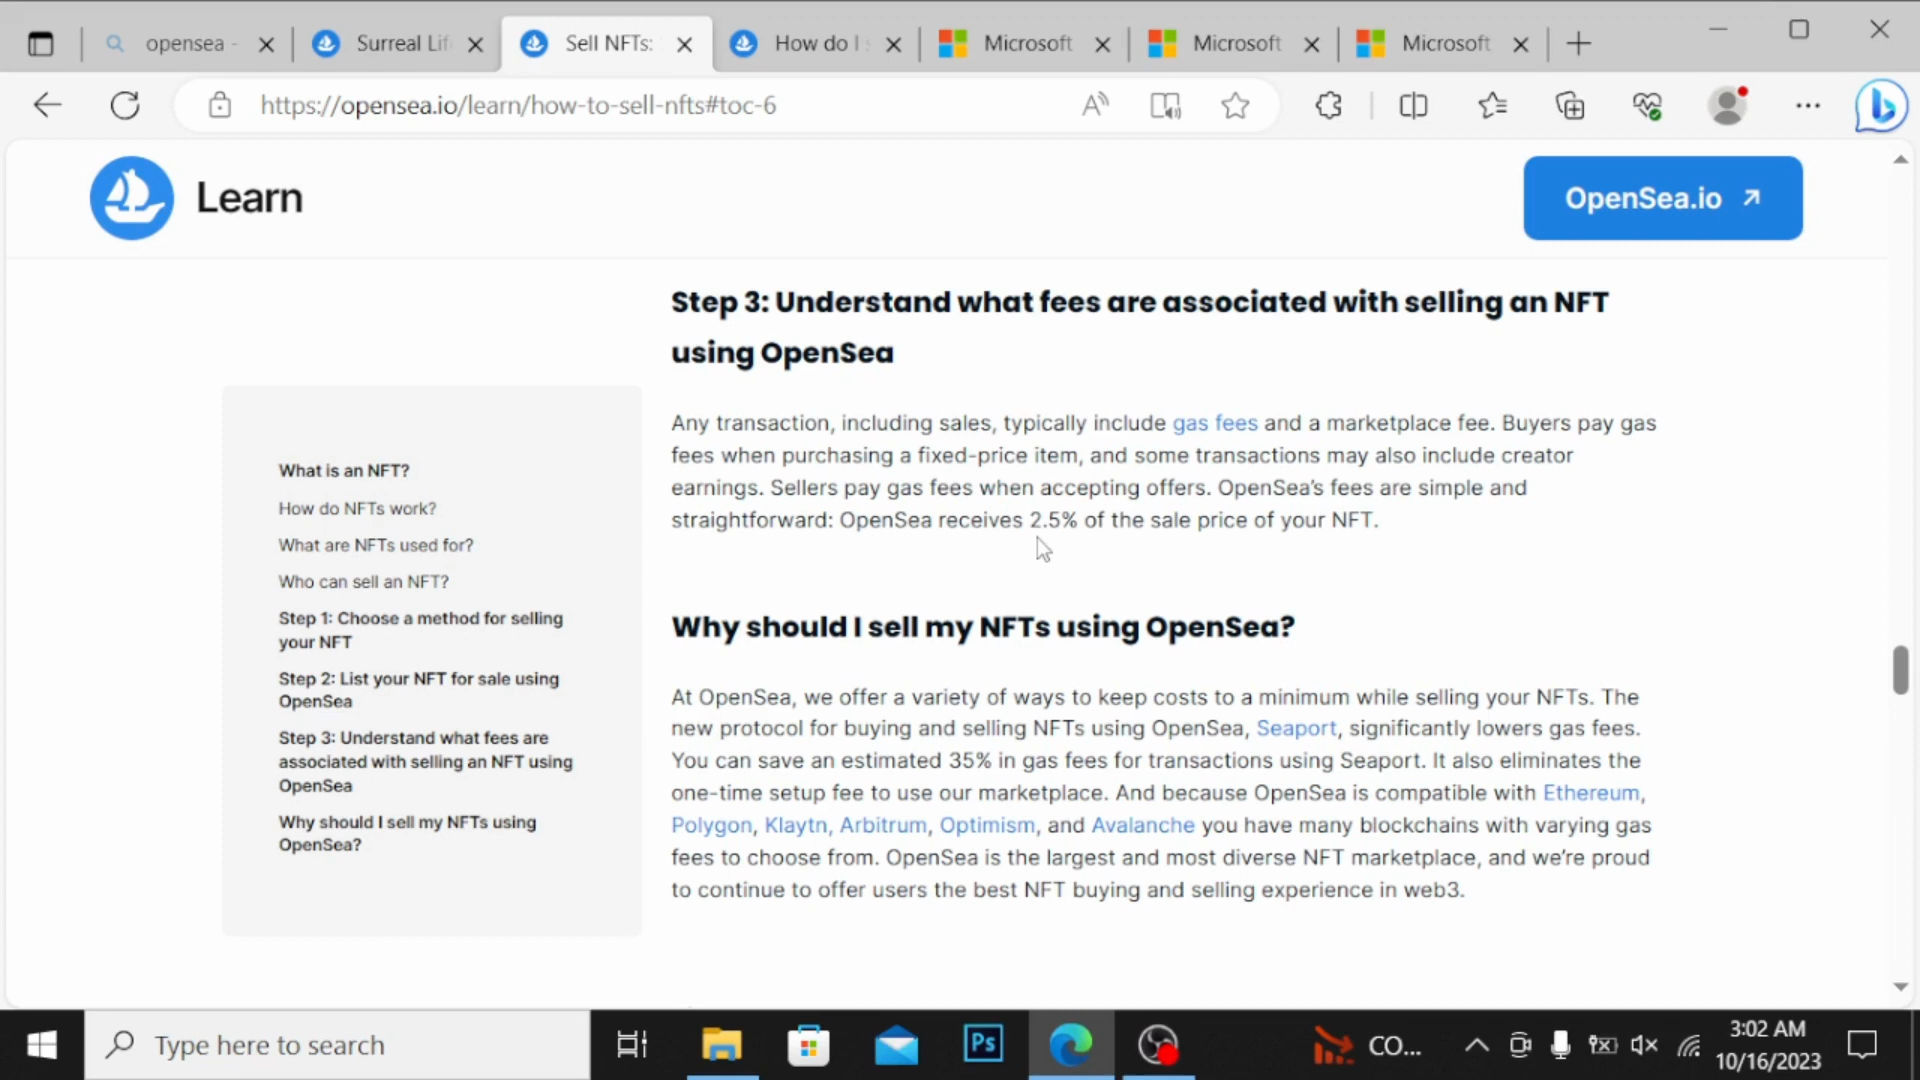 opensea -
Surreal Lif
Sell NFTs:
How do I
Microsoft
Microsoft
Microsoft
https://opensea.io/learn/how-to-sell-nfts#toc-6
Learn
OpenSea.io
Step 3: Understand what fees are associated with selling an NFT
using OpenSea
Any transaction, including sales, typically include gas fees and a marketplace fee. Buyers pay gas
fees when purchasing a fixed-price item, and some transactions may also include creator
earnings. Sellers pay gas fees when accepting offers. OpenSea's fees are simple and
straightforward: OpenSea receives 2.5% of the sale price of your NFT.
What is an NFT?
How do NFTs work?
What are NFTs used for?
Who can sell an NFT?
Step 1: Choose a method for selling
your NFT
Step 2: List your NFT for sale using
OpenSea
Step 3: Understand what fees are
associated with selling an NFT using
OpenSea
Why should I sell my NFTs using
OpenSea?
Why should I sell my NFTs using OpenSea?
At OpenSea, we offer a variety of ways to keep costs to a minimum while selling your NFTs. The
new protocol for buying and selling NFTs using OpenSea, Seaport, significantly lowers gas fees.
You can save an estimated 35% in gas fees for transactions using Seaport. It also eliminates the
one-time setup fee to use our marketplace. And because OpenSea is compatible with Ethereum,
Polygon, Klaytn, Arbitrum, Optimism, and Avalanche you have many blockchains with varying gas
fees to choose from. OpenSea is the largest and most diverse NFT marketplace, and we're proud
to continue to offer users the best NFT buying and selling experience in web3.
Type here to search
Ps
CO...
3:02 AM
10/16/2023